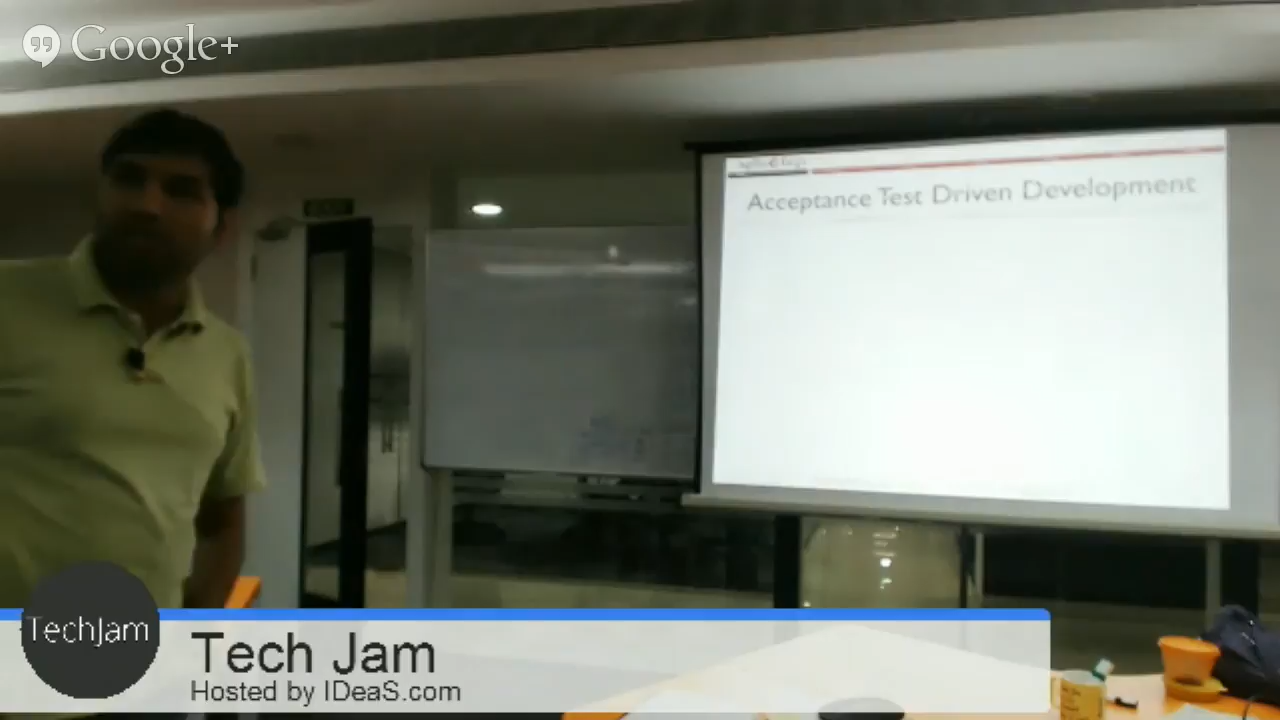 Google+
Acceptance Test Driven Development
TechJam
Tech Jam
Hosted by IDeaS.com